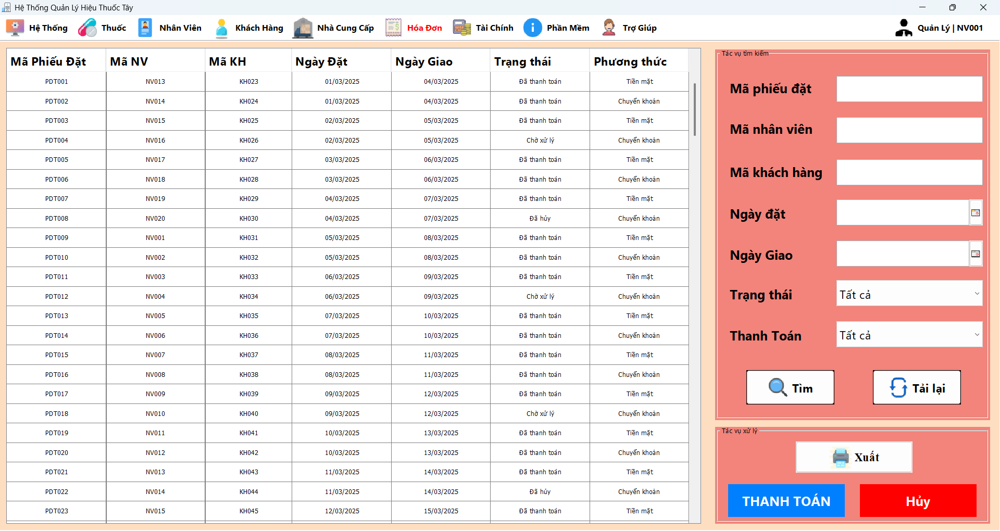 Hệ Thống Quản Lý Hiệu Thuốc Tây
Hệ Thống Thuốc Nhân Viên Khách Hàng Nhà Cung Cấp Hóa Đơn Tài Chính Phần Mềm Trợ Giúp Quản Lý | NV001
Mã Phiếu Đặt Mã NV Mã KH Ngày Đặt Ngày Giao Trạng thái Phương thức
PDT001 NV013 KH023 01/03/2025 04/03/2025 Đã thanh toán Tiền mặt
PDT002 NV014 KH024 01/03/2025 04/03/2025 Đã thanh toán Chuyển khoản
PDT003 NV015 KH025 02/03/2025 05/03/2025 Đã thanh toán Tiền mặt
PDT004 NV016 KH026 02/03/2025 05/03/2025 Chờ xử lý Chuyển khoản
PDT005 NV017 KH027 03/03/2025 06/03/2025 Đã thanh toán Tiền mặt
PDT006 NV018 KH028 03/03/2025 06/03/2025 Đã thanh toán Chuyển khoản
PDT007 NV019 KH029 04/03/2025 07/03/2025 Đã thanh toán Tiền mặt
PDT008 NV020 KH030 04/03/2025 07/03/2025 Đã hủy Chuyển khoản
PDT009 NV001 KH031 05/03/2025 08/03/2025 Đã thanh toán Tiền mặt
PDT010 NV002 KH032 05/03/2025 08/03/2025 Đã thanh toán Chuyển khoản
PDT011 NV003 KH033 06/03/2025 09/03/2025 Đã thanh toán Tiền mặt
PDT012 NV004 KH034 06/03/2025 09/03/2025 Chờ xử lý Chuyển khoản
PDT013 NV005 KH035 07/03/2025 10/03/2025 Đã thanh toán Tiền mặt
PDT014 NV006 KH036 07/03/2025 10/03/2025 Đã thanh toán Chuyển khoản
PDT015 NV007 KH037 08/03/2025 11/03/2025 Đã thanh toán Tiền mặt
PDT016 NV008 KH038 08/03/2025 11/03/2025 Đã thanh toán Chuyển khoản
PDT017 NV009 KH039 09/03/2025 12/03/2025 Đã thanh toán Tiền mặt
PDT018 NV010 KH040 09/03/2025 12/03/2025 Chờ xử lý Chuyển khoản
PDT019 NV011 KH041 10/03/2025 13/03/2025 Đã thanh toán Tiền mặt
PDT020 NV012 KH042 10/03/2025 13/03/2025 Đã thanh toán Chuyển khoản
PDT021 NV013 KH043 11/03/2025 14/03/2025 Đã thanh toán Tiền mặt
PDT022 NV014 KH044 11/03/2025 14/03/2025 Đã hủy Chuyển khoản
PDT023 NV015 KH045 12/03/2025 15/03/2025 Đã thanh toán Tiền mặt
Tác vụ tìm kiếm
Mã phiếu đặt
Mã nhân viên
Mã khách hàng
Ngày đặt
Ngày Giao
Trạng thái Tất cả
Thanh Toán Tất cả
Tìm Tải lại
Tác vụ xử lý
Xuất
THANH TOÁN Hủy